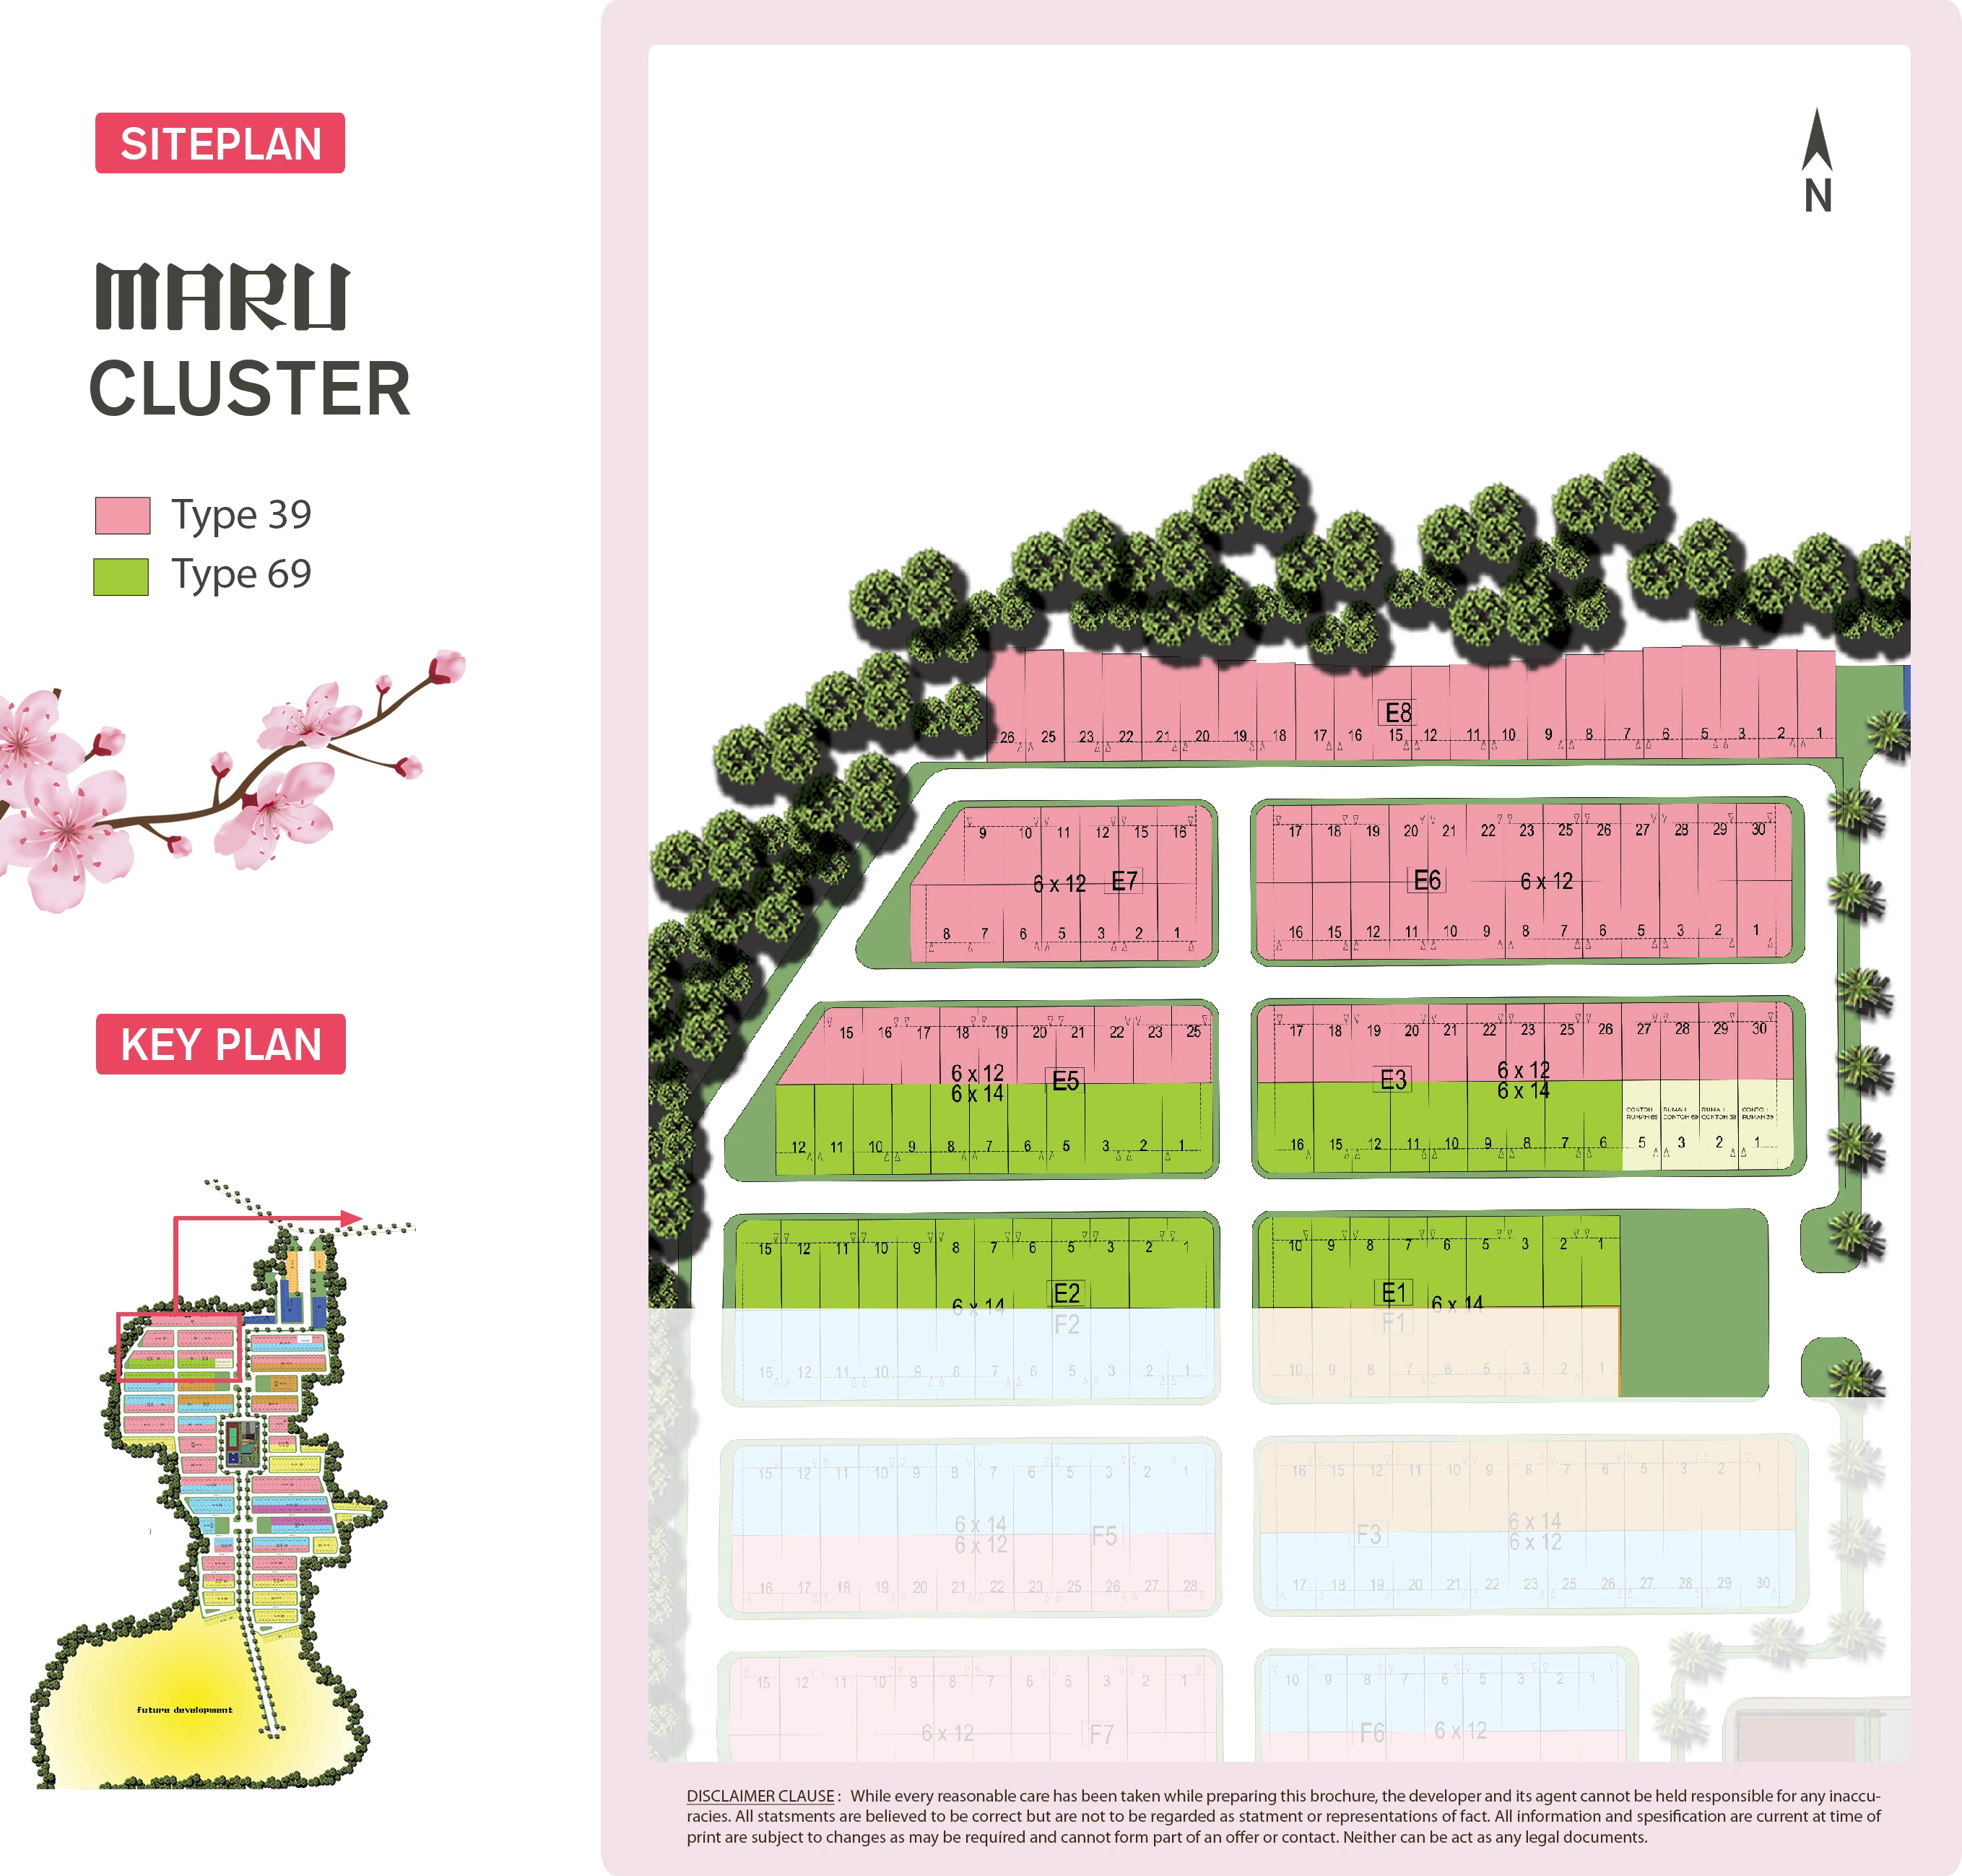 SITEPLAN
MARU
CLUSTER
Type 39
Type 69
KEY PLAN
future development
N
E8
26 25 23 22 21 20 19 18 17 16 15 12 11 10 9 8 7 6 5 3 2 1
9 10 11 12 15 16
6 x 12 E7
8 7 6 5 3 2 1
17 18 19 20 21 22 23 25 26 27 28 29 30
E6 6 x 12
16 15 12 11 10 9 8 7 6 5 3 2 1
15 16 17 18 19 20 21 22 23 25
6 x 12
E5
6 x 14
12 11 10 9 8 7 6 5 3 2 1
17 18 19 20 21 22 23 25 26 27 28 29 30
6 x 12
E3
6 x 14
CONTOH RUMAH CONTOH 69 CONTOH 39 RUMAH 39
16 15 12 11 10 9 8 7 6 5 3 2 1
15 12 11 10 9 8 7 6 5 3 2 1
E2
6 x 14
F2
15 12 11 10 9 8 7 6 5 3 2 1
10 9 8 7 6 5 3 2 1
E1
6 x 14
F1
10 9 8 7 6 5 3 2 1
15 12 11 10 9 8 7 6 5 3 2 1
6 x 14
F5
6 x 12
16 17 18 19 20 21 22 23 25 26 27 28
16 15 12 11 10 9 8 7 6 5 3 2 1
6 x 14
F3
6 x 12
17 18 19 20 21 22 23 25 26 27 28 29 30
15 12 11 10 9 8 7 6 5 3 2 1
6 x 12 F7
10 9 8 7 6 5 3 2 1
F6 6 x 12
DISCLAIMER CLAUSE : While every reasonable care has been taken while preparing this brochure, the developer and its agent cannot be held responsible for any inaccu-
racies. All statsments are believed to be correct but are not to be regarded as statment or representations of fact. All information and spesification are current at time of
print are subject to changes as may be required and cannot form part of an offer or contact. Neither can be act as any legal documents.